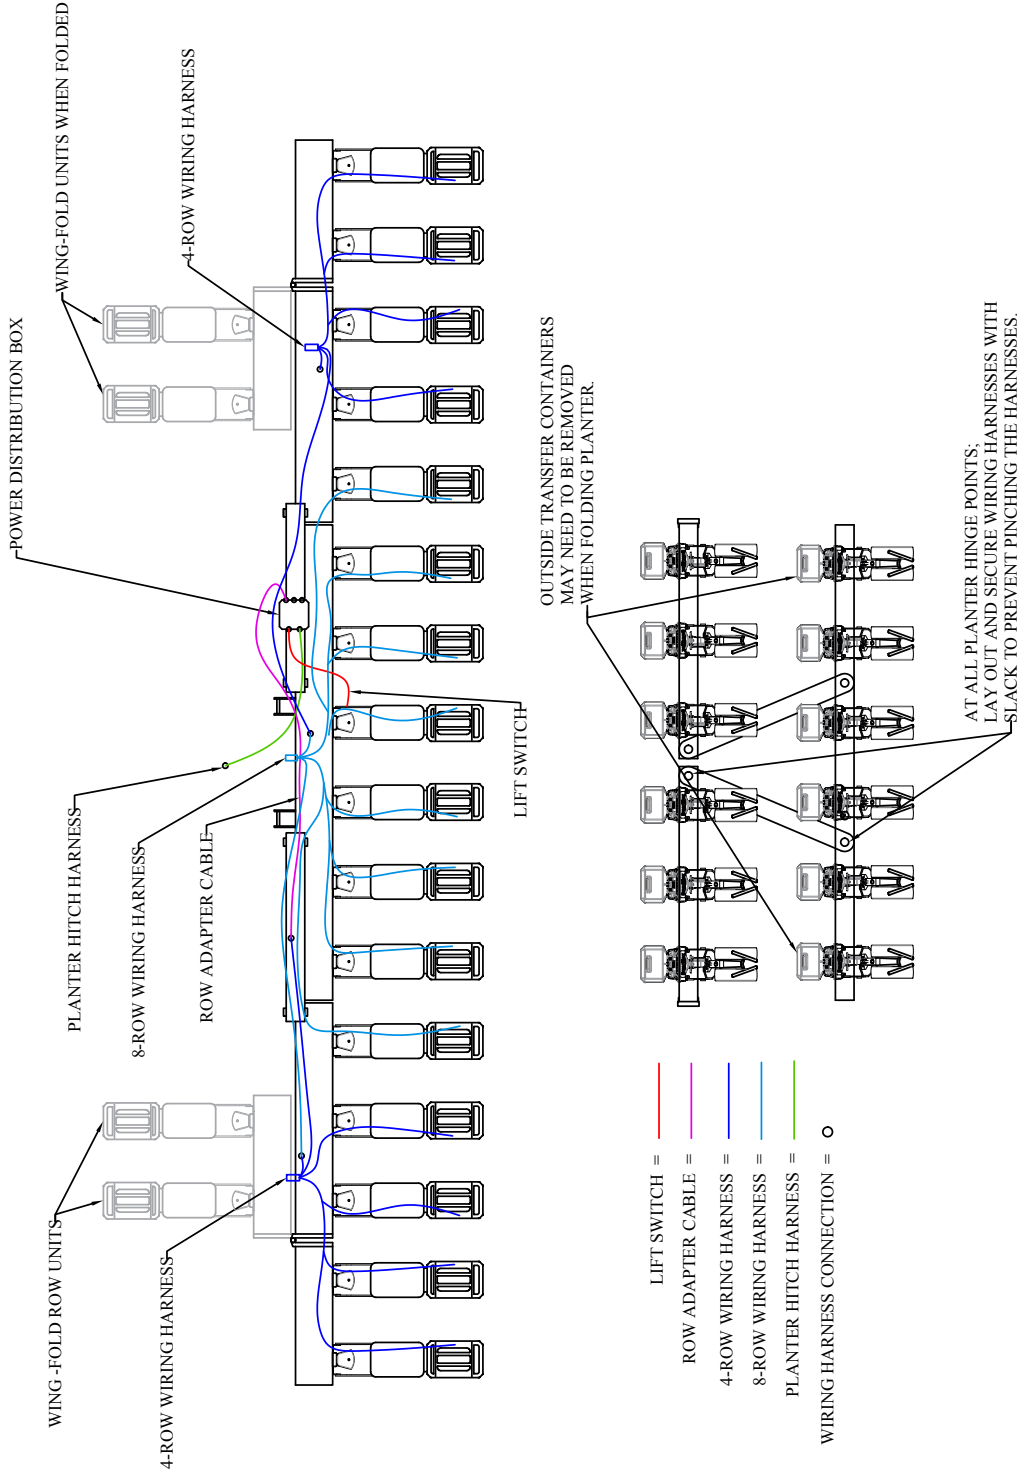 WING -FOLD ROW UNITS
4-ROW WIRING HARNESS
PLANTER HITCH HARNESS
8-ROW WIRING HARNESS
ROW ADAPTER CABLE
POWER DISTRIBUTION BOX
WING-FOLD UNITS WHEN FOLDED
4-ROW WIRING HARNESS
LIFT SWITCH
OUTSIDE TRANSFER CONTAINERS
MAY NEED TO BE REMOVED
WHEN FOLDING PLANTER.
LIFT SWITCH =
ROW ADAPTER CABLE =
4-ROW WIRING HARNESS =
8-ROW WIRING HARNESS =
PLANTER HITCH HARNESS =
WIRING HARNESS CONNECTION =
AT ALL PLANTER HINGE POINTS;
LAY OUT AND SECURE WIRING HARNESSES WITH
SLACK TO PREVENT PINCHING THE HARNESSES.